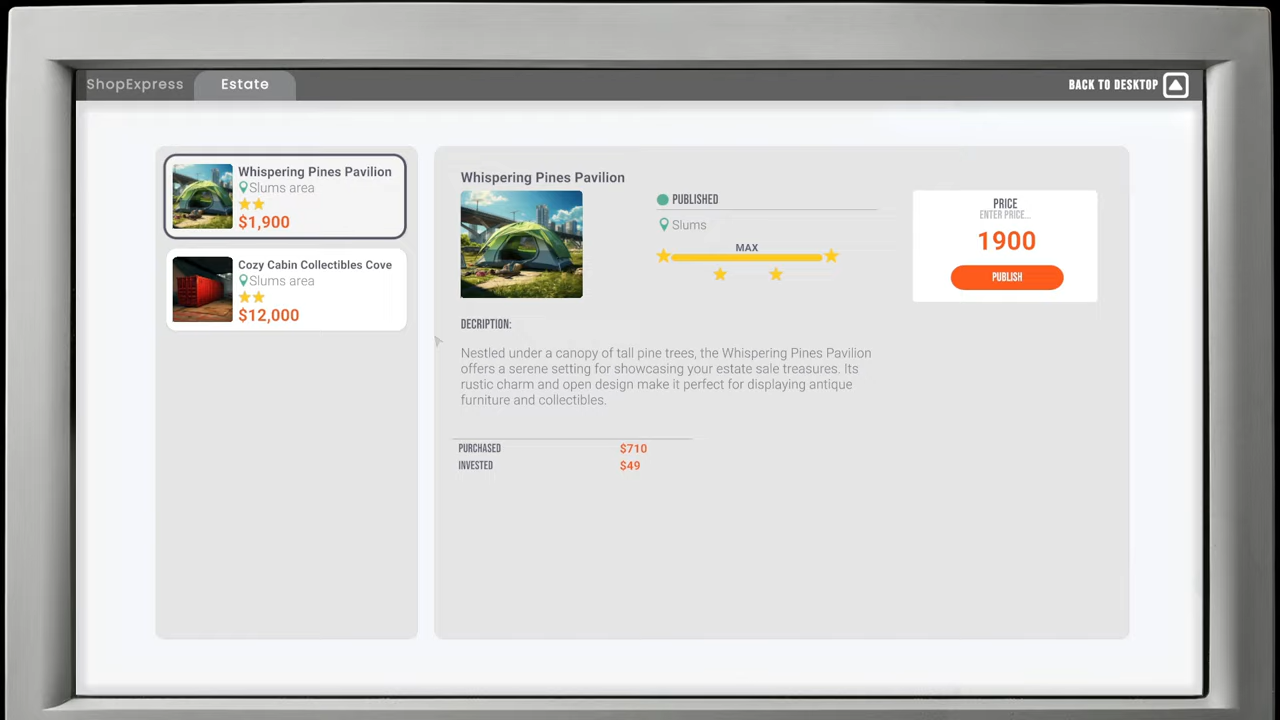 ShopExpress
Estate
BACK TO DESKTOP
Whispering Pines Pavilion
Slums area
$1,900
Cozy Cabin Collectibles Cove
Slums area
$12,000
Whispering Pines Pavilion
PUBLISHED
Slums
MAX
PRICE
ENTER PRICE...
1900
PUBLISH
DECRIPTION:
Nestled under a canopy of tall pine trees, the Whispering Pines Pavilion
offers a serene setting for showcasing your estate sale treasures. Its
rustic charm and open design make it perfect for displaying antique
furniture and collectibles.
PURCHASED $710
INVESTED $49